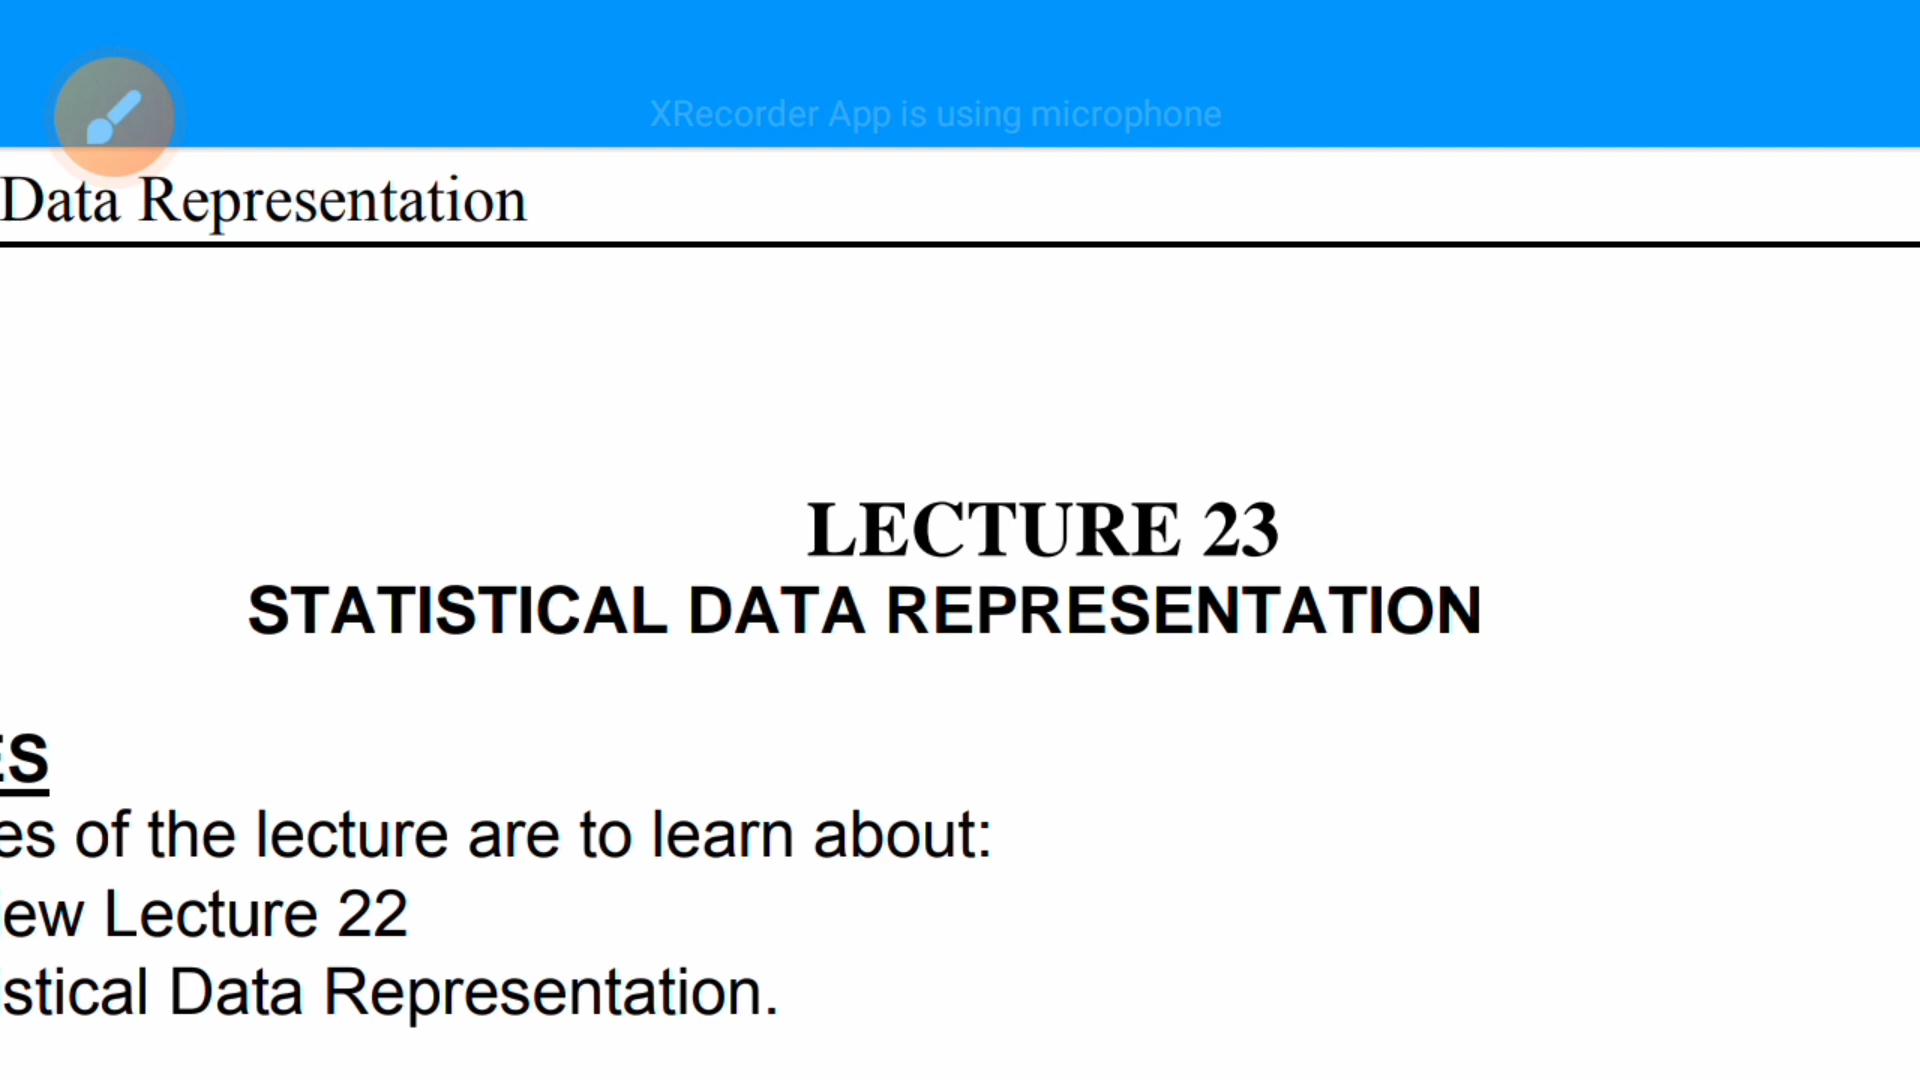 XRecorder App is using microphone
Data Representation
LECTURE 23
STATISTICAL DATA REPRESENTATION
ES
es of the lecture are to learn about:
ew Lecture 22
istical Data Representation.